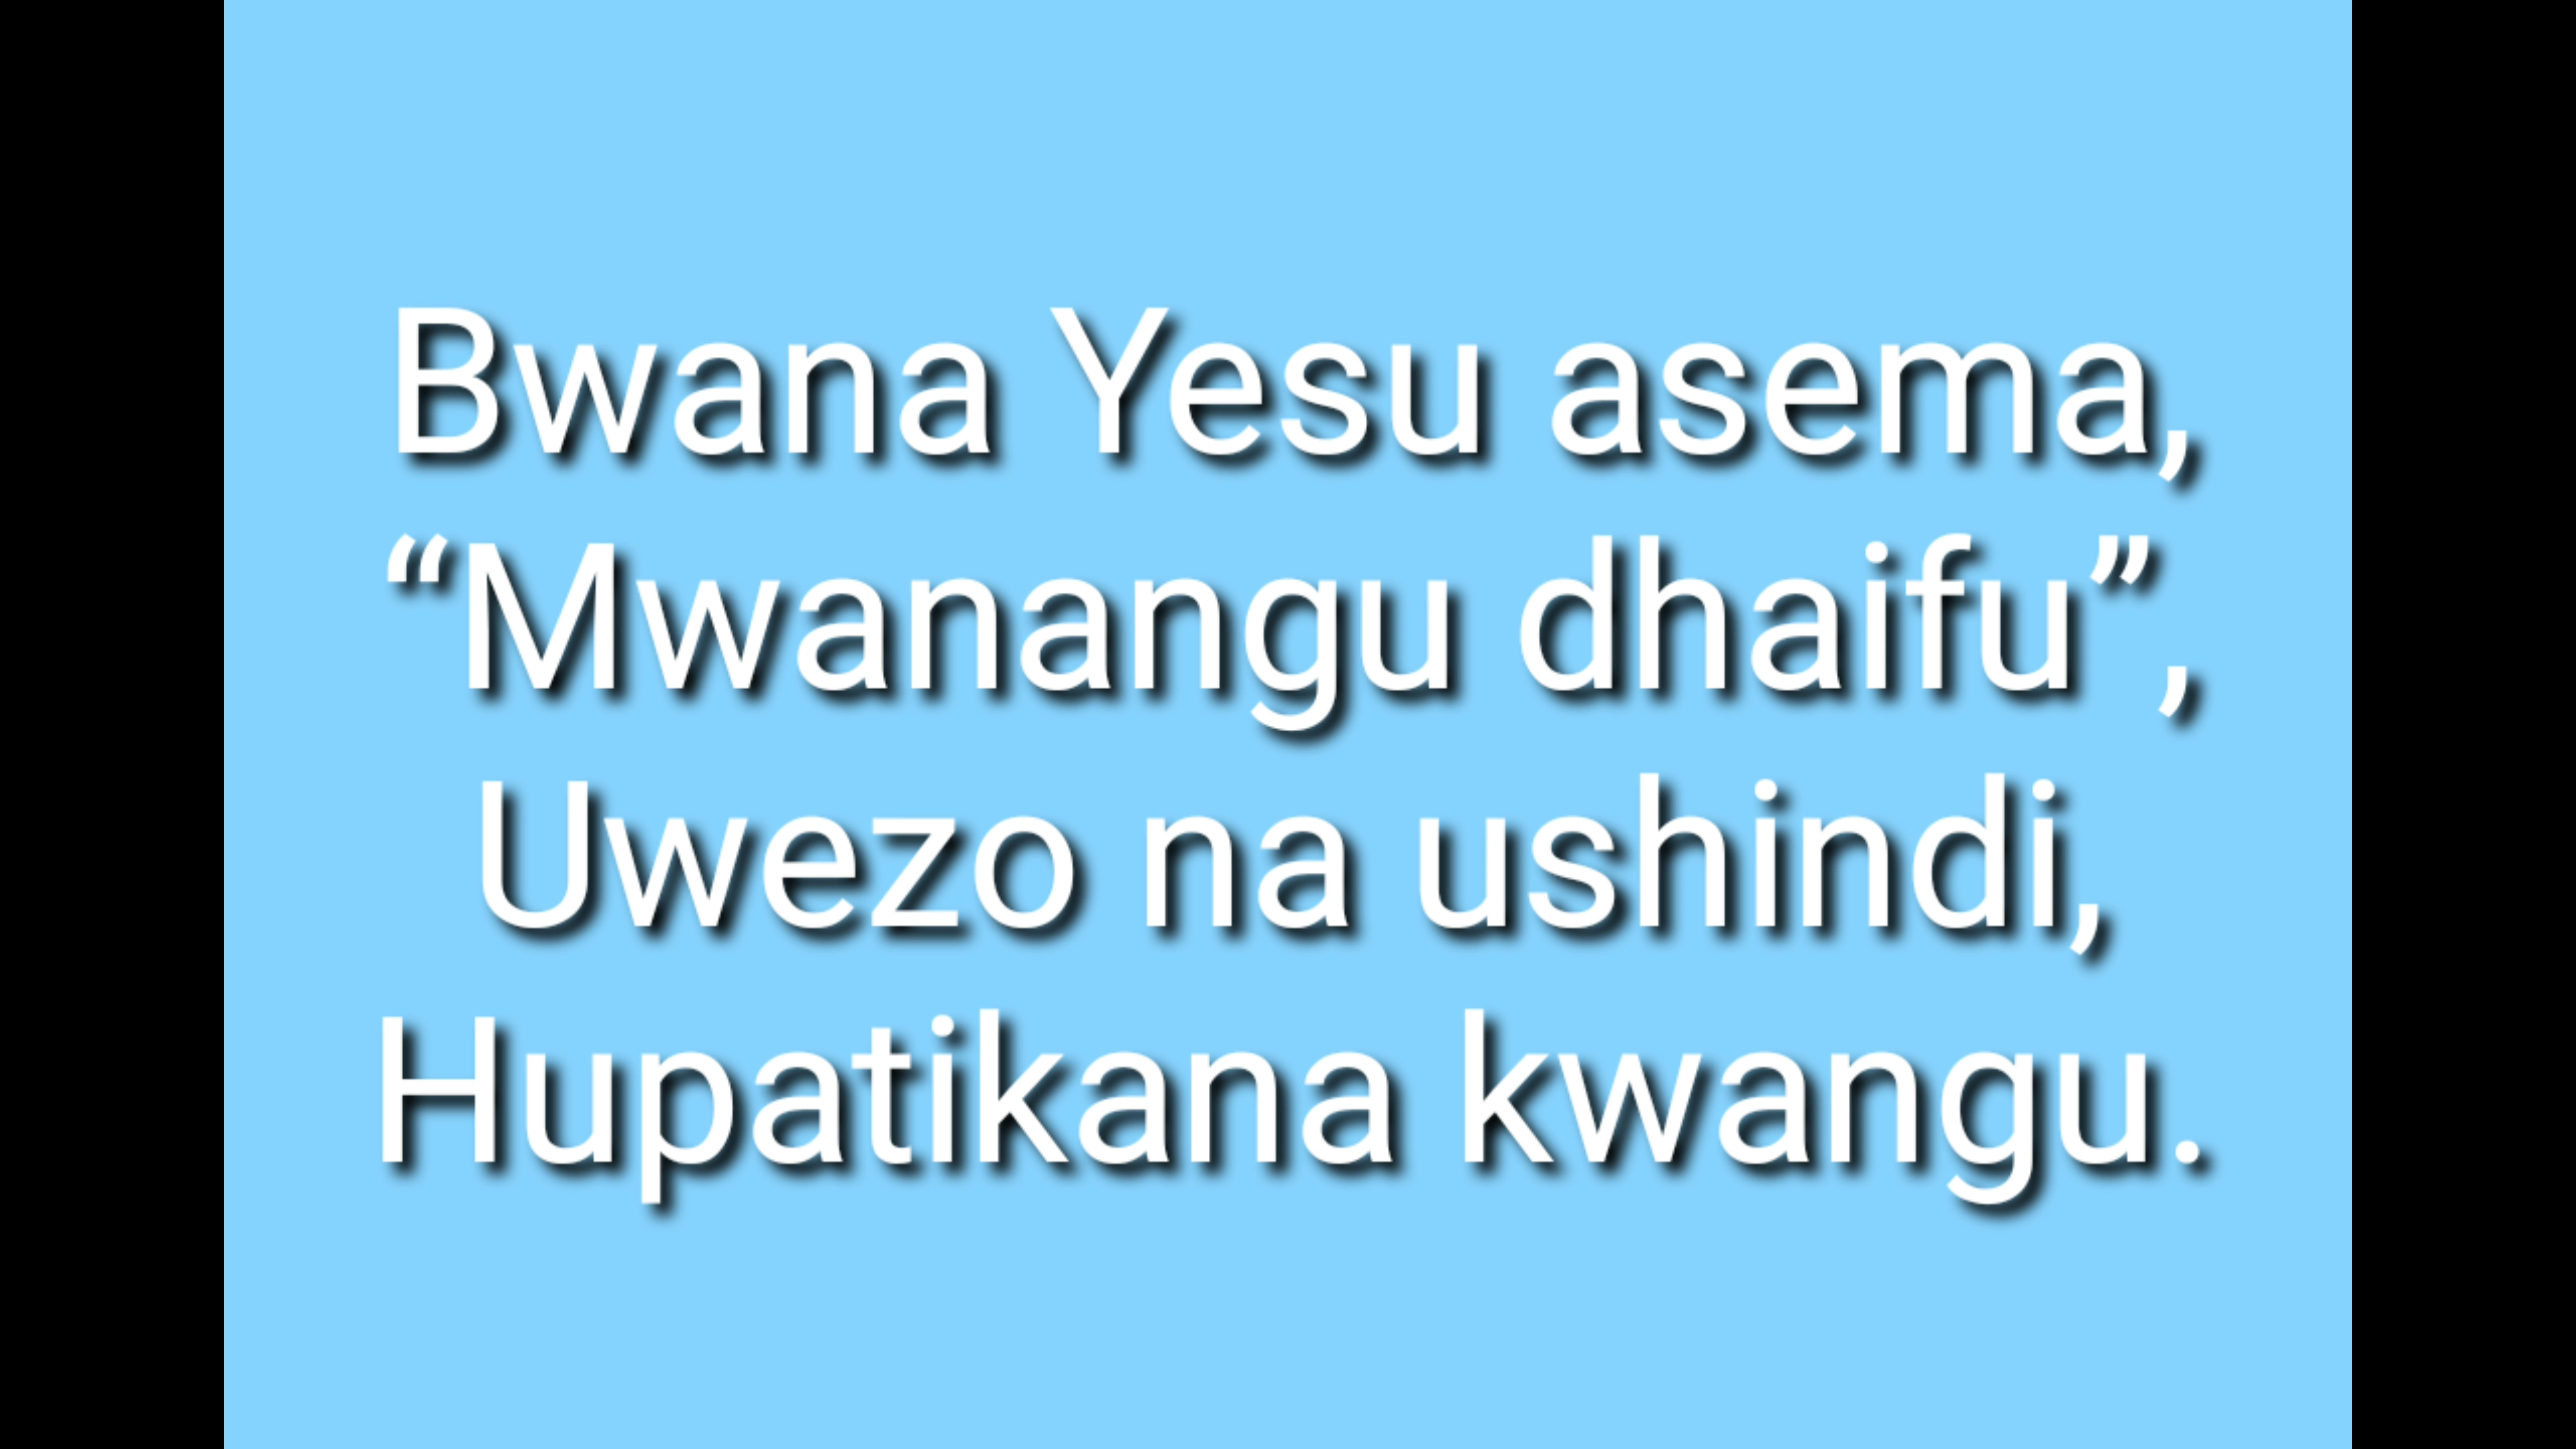 Bwana Yesu asema,
“Mwanangu dhaifu”,
Uwezo na ushindi,
Hupatikana kwangu.